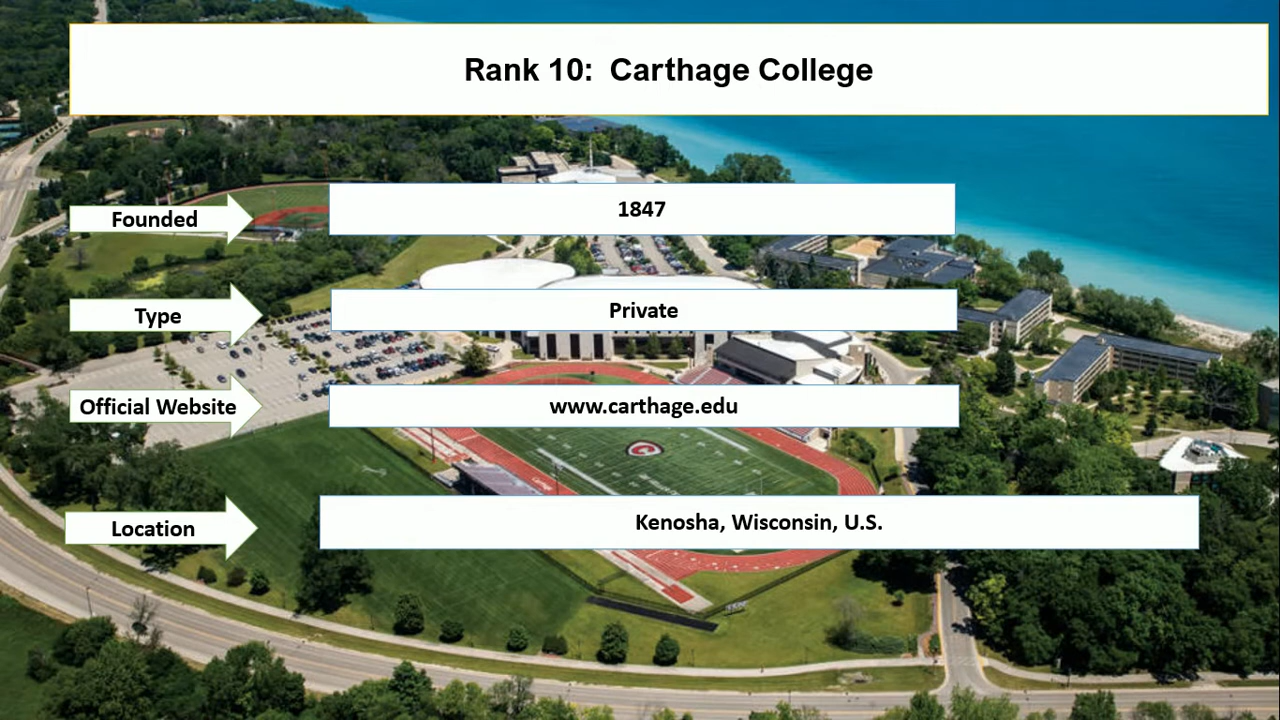 Rank 10:  Carthage College
Founded
1847
Type
Private
Official Website
www.carthage.edu
Location
Kenosha, Wisconsin, U.S.